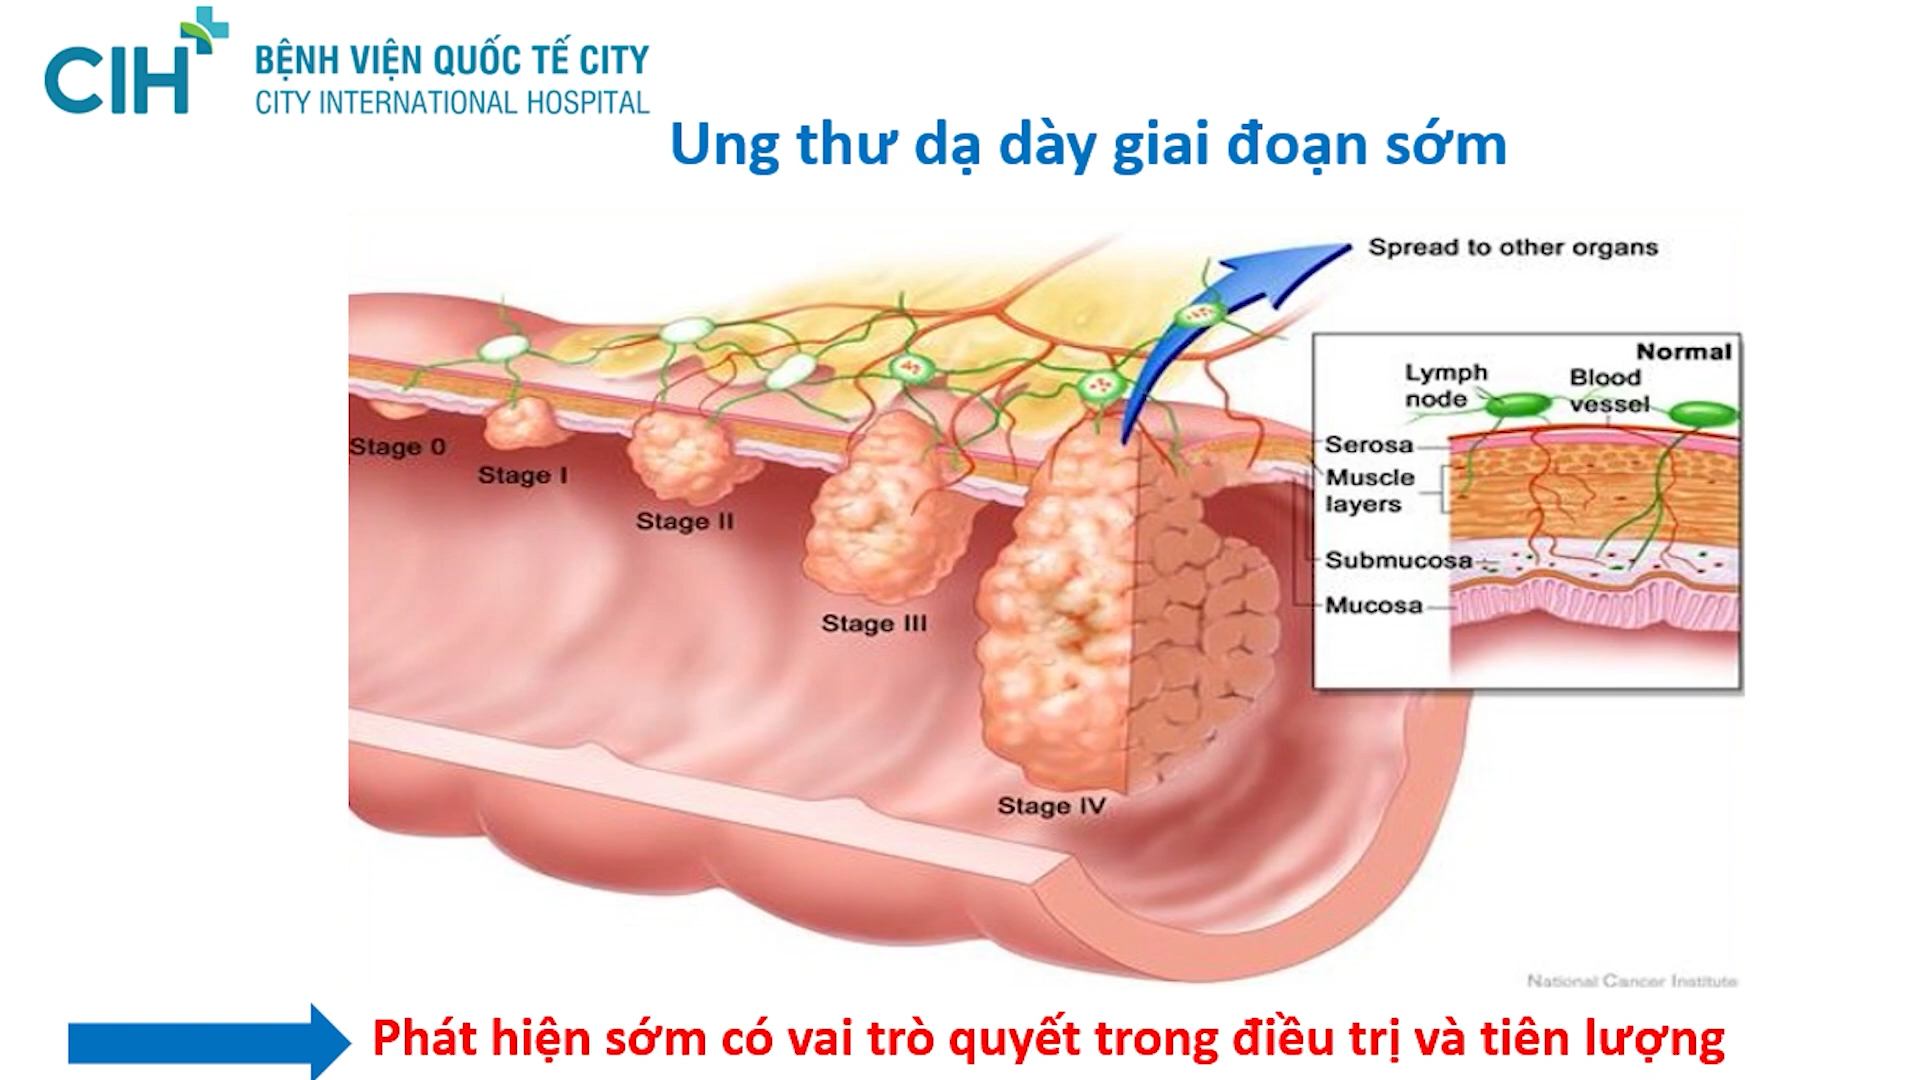 CIH
BỆNH VIỆN QUỐC TẾ CITY
CITY INTERNATIONAL HOSPITAL
Ung thư dạ dày giai đoạn sớm
Spread to other organs
Normal
Lymph
node
Blood
vessel
Serosa
Muscle
layers
Submucosa
Mucosa
Stage 0
Stage I
Stage II
Stage III
Stage IV
National Cancer Institute
Phát hiện sớm có vai trò quyết trong điều trị và tiên lượng